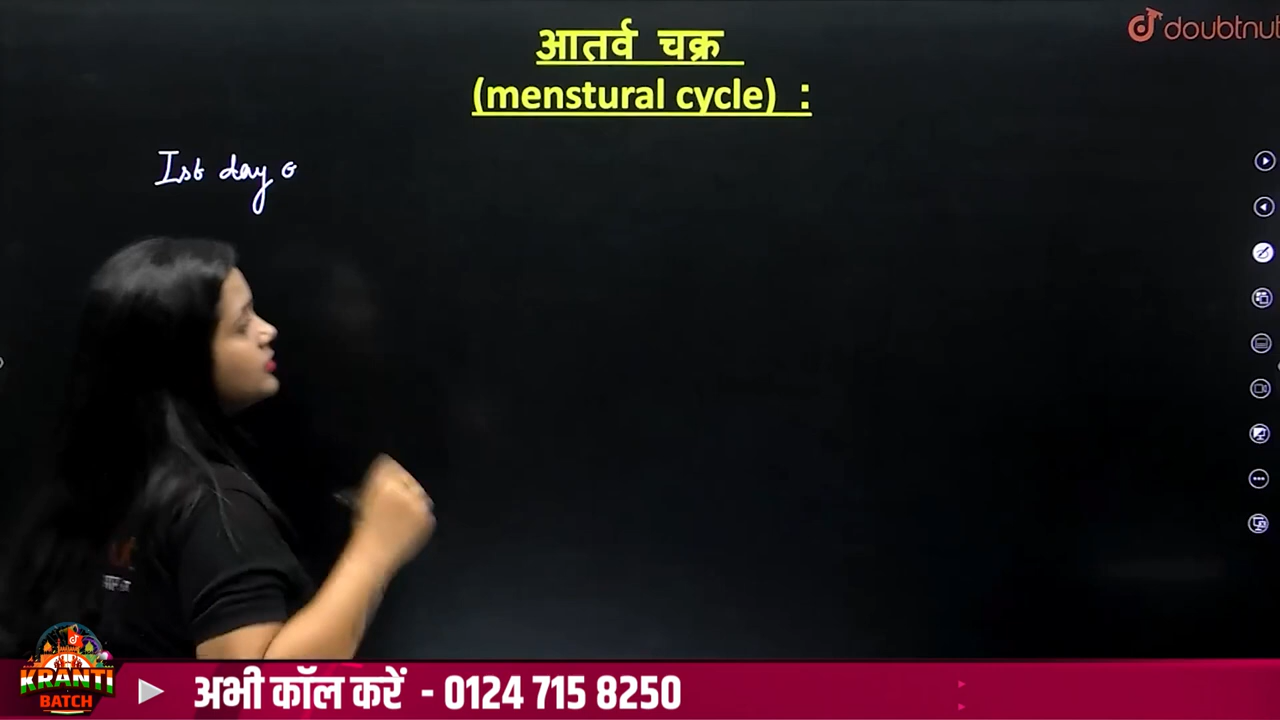 आतर्व चक्र
(menstural cycle) :
doubtnut
Ist day o
KRANTI
BATCH
अभी कॉल करें - 0124 715 8250